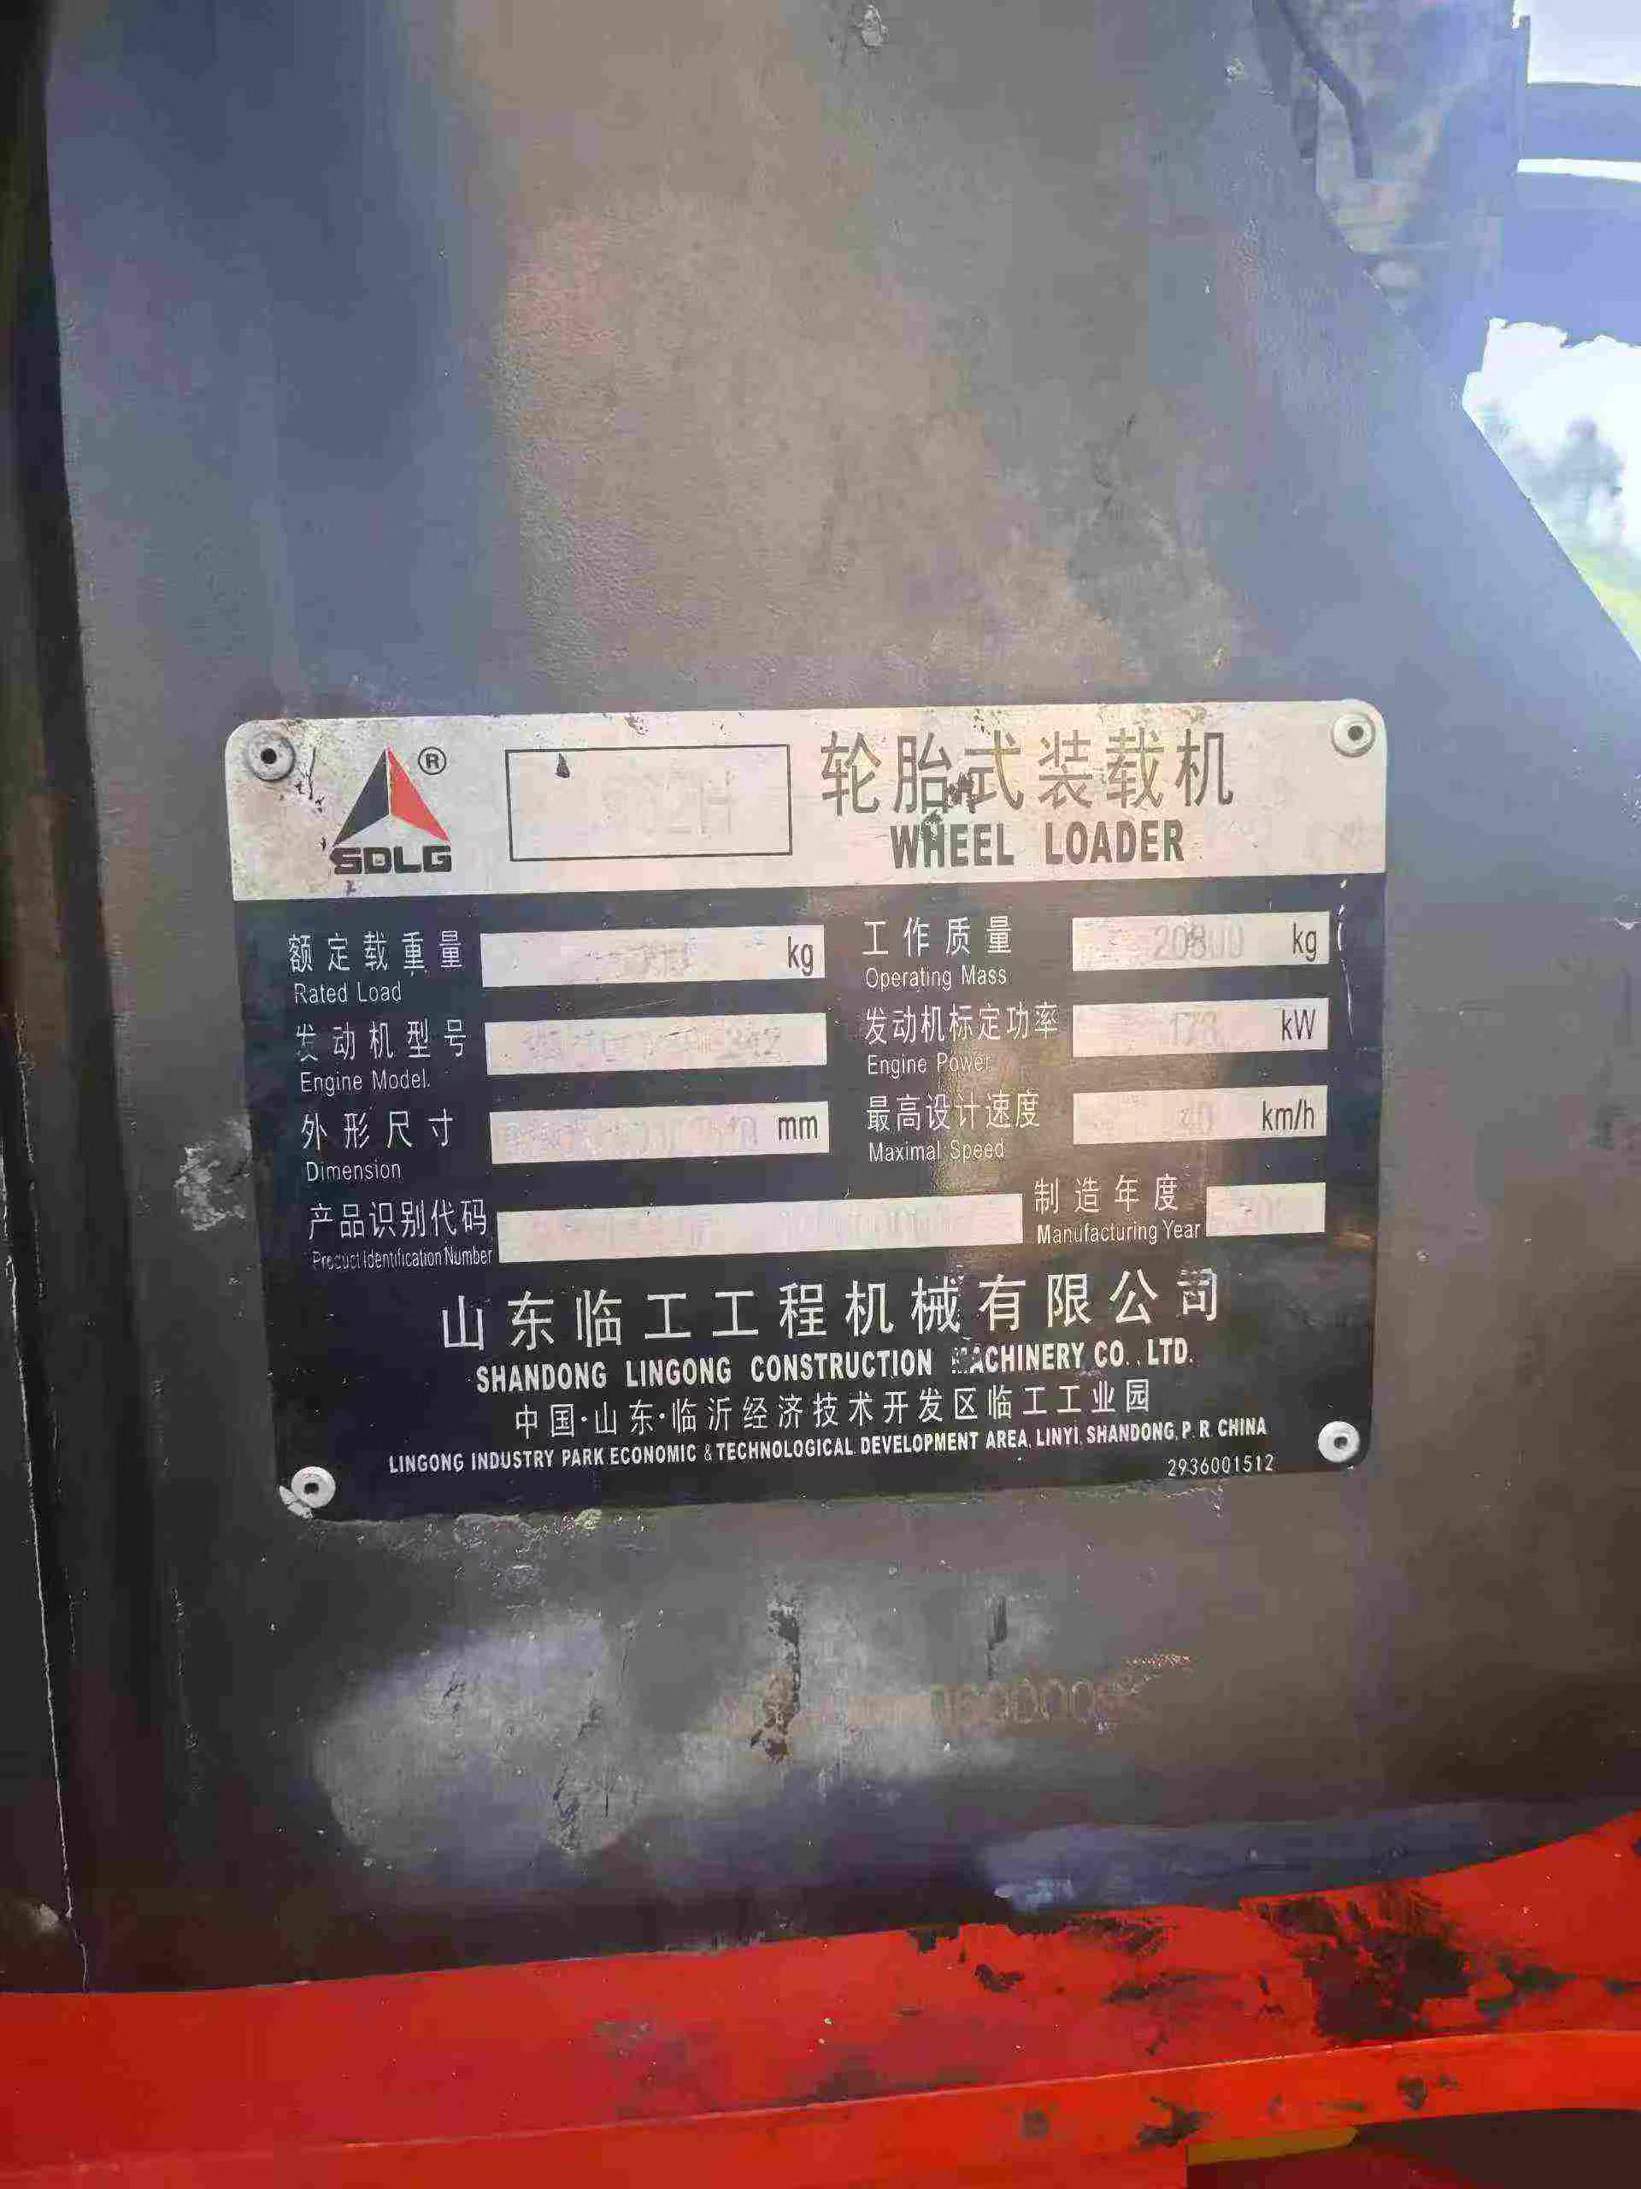 SDLG ® 轮胎式装载机
WHEEL LOADER
额定载重量 kg 工作质量 kg
Rated Load Operating Mass
发动机型号 发动机标定功率 kW
Engine Model Engine Power
外形尺寸 mm 最高设计速度 40 km/h
Dimension Maximal Speed
产品识别代码 制造年度
Product Identification Number Manufacturing Year
山东临工工程机械有限公司
SHANDONG LINGONG CONSTRUCTION MACHINERY CO., LTD.
中国·山东·临沂经济技术开发区临工工业园
LINGONG INDUSTRY PARK ECONOMIC & TECHNOLOGICAL DEVELOPMENT AREA, LINYI, SHANDONG, P. R. CHINA
2936001512